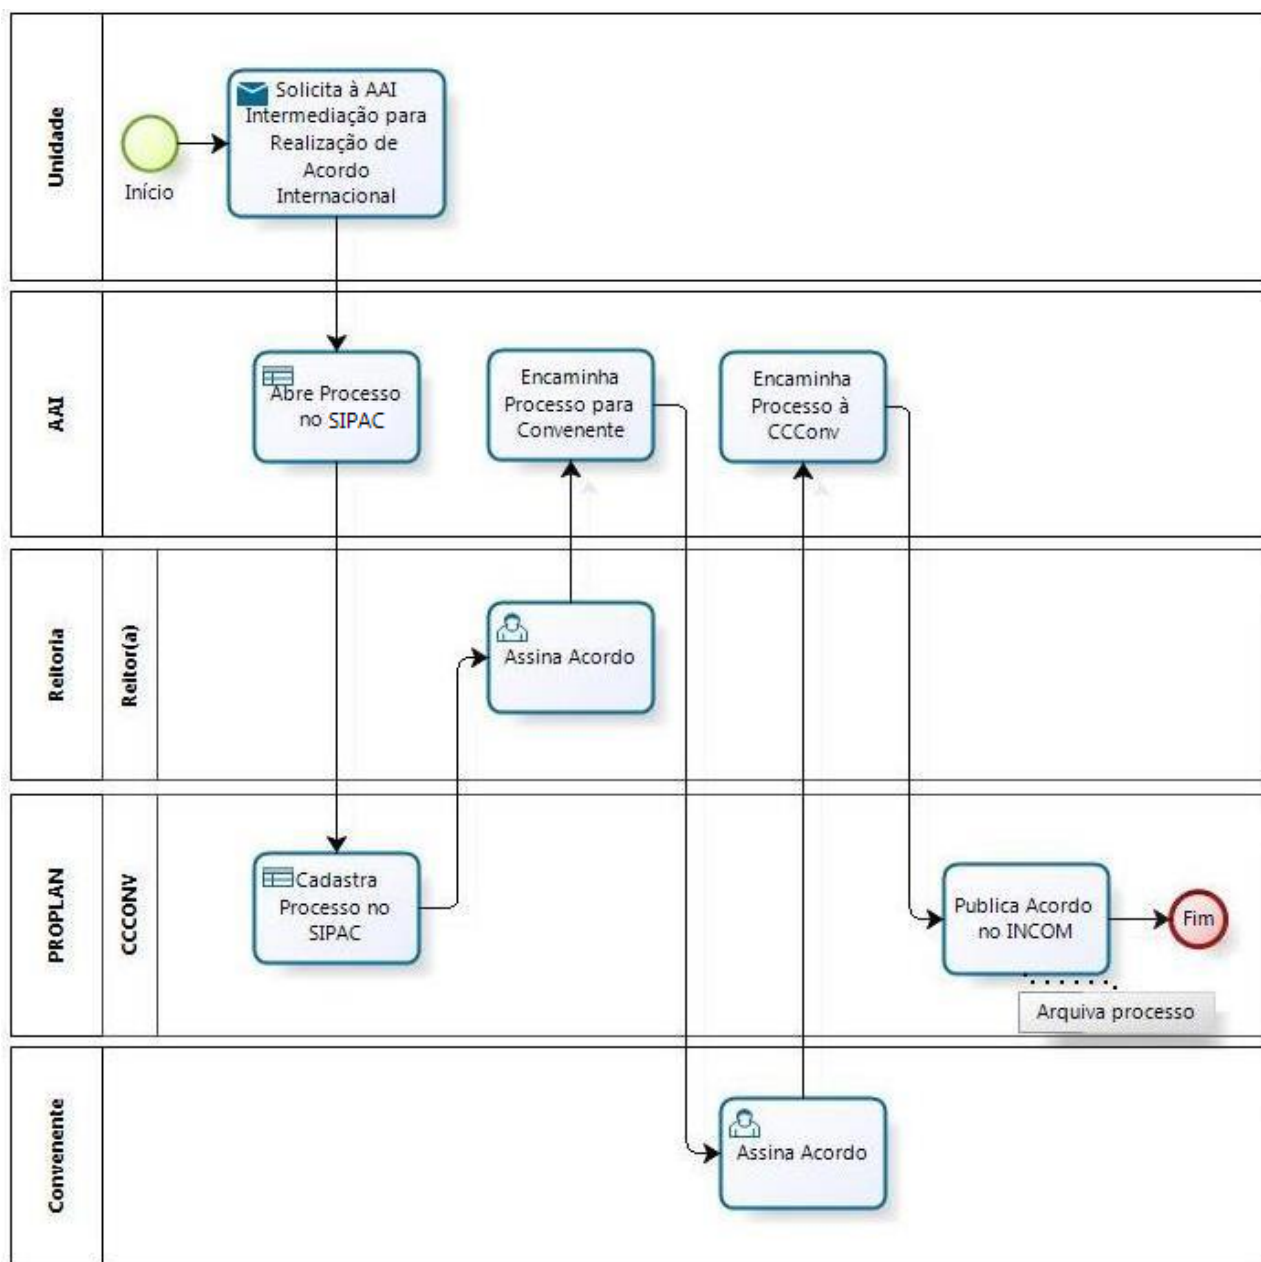 Unidade
Início
Solicita à AAI
Intermediação para
Realização de
Acordo
Internacional
AAI
Abre Processo
no SIPAC
Encaminha
Processo para
Convenente
Encaminha
Processo à
CCConv
Reitoria
Reitor(a)
Assina Acordo
PROPLAN
CCCONV
Cadastra
Processo no
SIPAC
Publica Acordo
no INCOM
Fim
Arquiva processo
Convenente
Assina Acordo